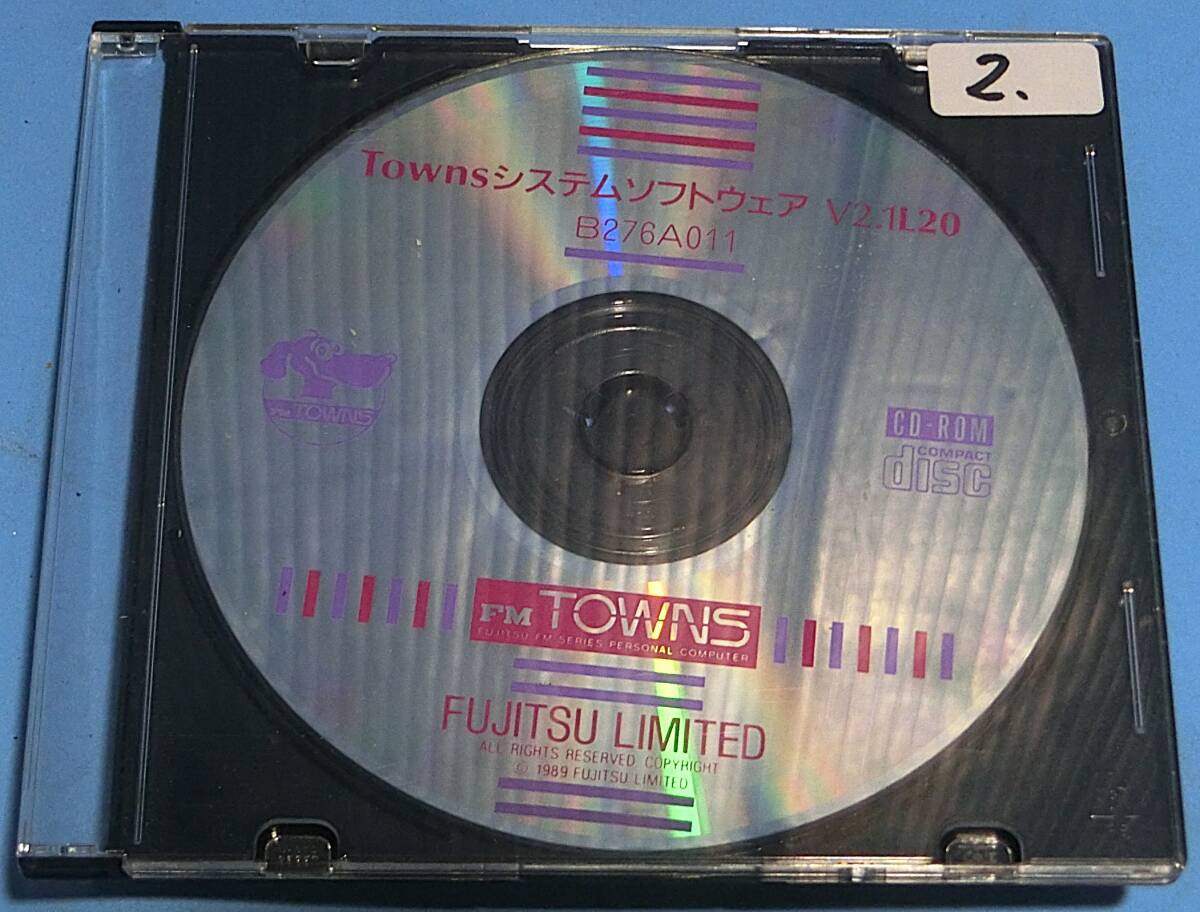 2.
Townsシステムソフトウェア V2.1L20
B276A011
FM TOWNS
CD-ROM
COMPACT
disc
FM TOWNS
FUJITSU FM SERIES PERSONAL COMPUTER
FUJITSU LIMITED
ALL RIGHTS RESERVED, COPYRIGHT
© 1989 FUJITSU LIMITED